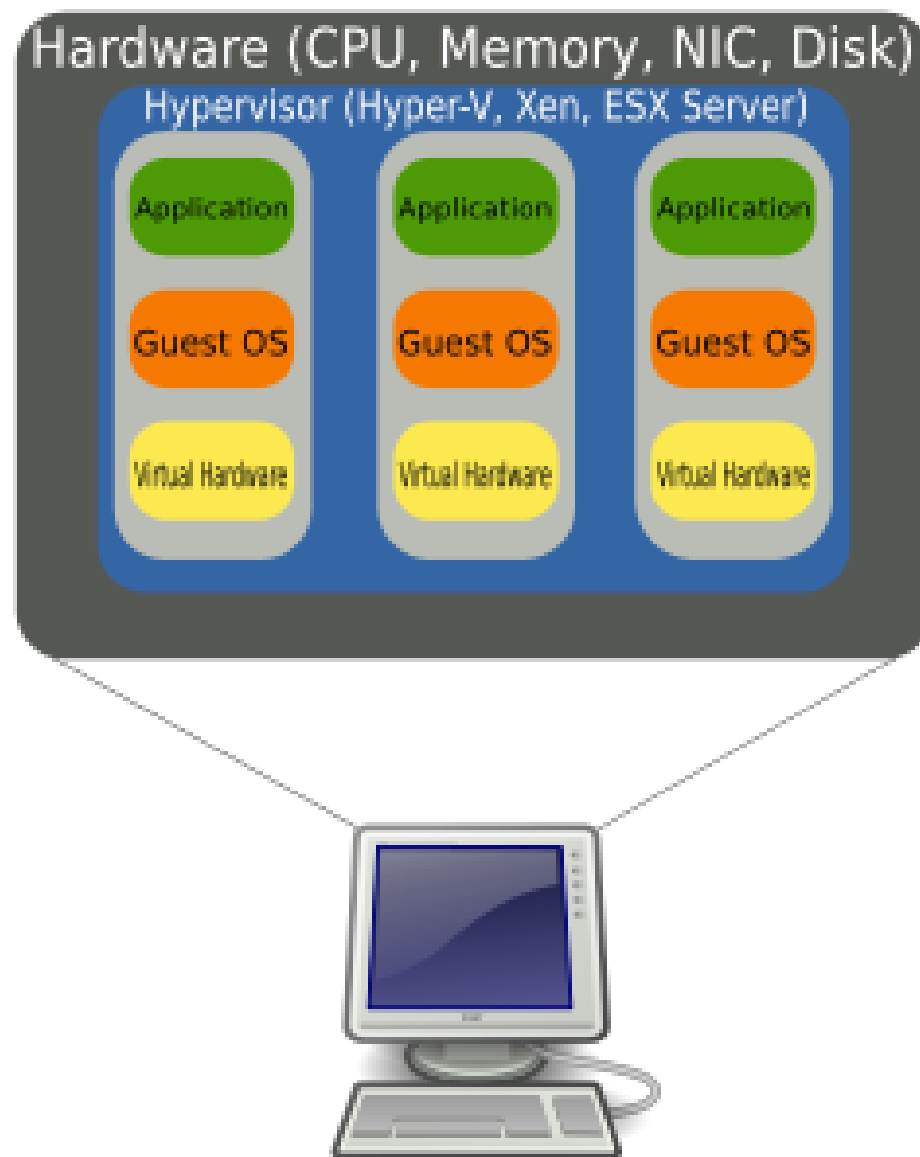 Hardware (CPU, Memory, NIC, Disk)
Hypervisor (Hyper-V, Xen, ESX Server)
Application Application Application
Guest OS Guest OS Guest OS
Virtual Hardware Virtual Hardware Virtual Hardware